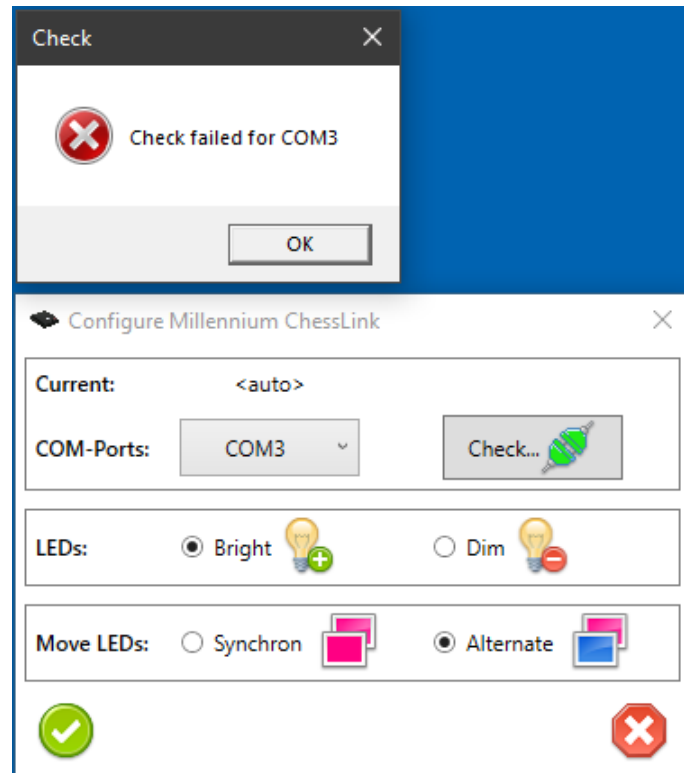 Check
Check failed for COM3
OK
Configure Millennium ChessLink
Current: <auto>
COM-Ports: COM3 Check...
LEDs: Bright Dim
Move LEDs: Synchron Alternate